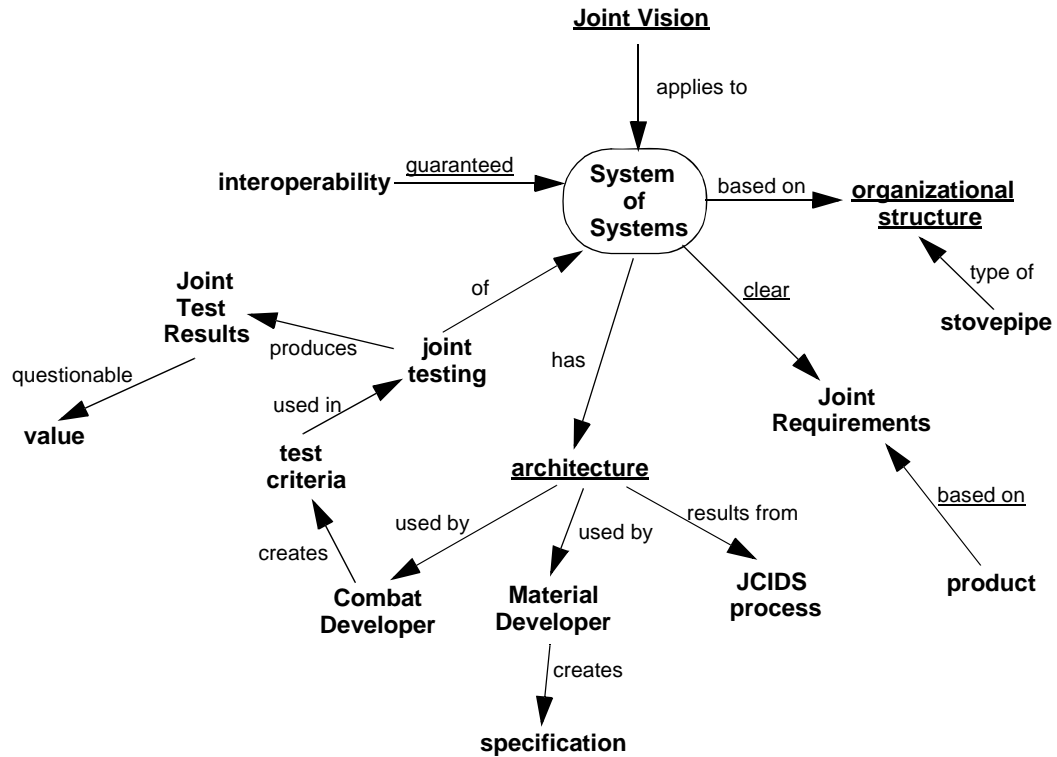 Joint Vision
applies to
interoperability
guaranteed
System
of
Systems
based on
organizational
structure
type of
stovepipe
Joint
Test
Results
of
clear
produces
joint
testing
has
questionable
value
used in
Joint
Requirements
test
criteria
architecture
based on
used by
used by
results from
creates
Combat
Developer
Material
Developer
JCIDS
process
product
creates
specification